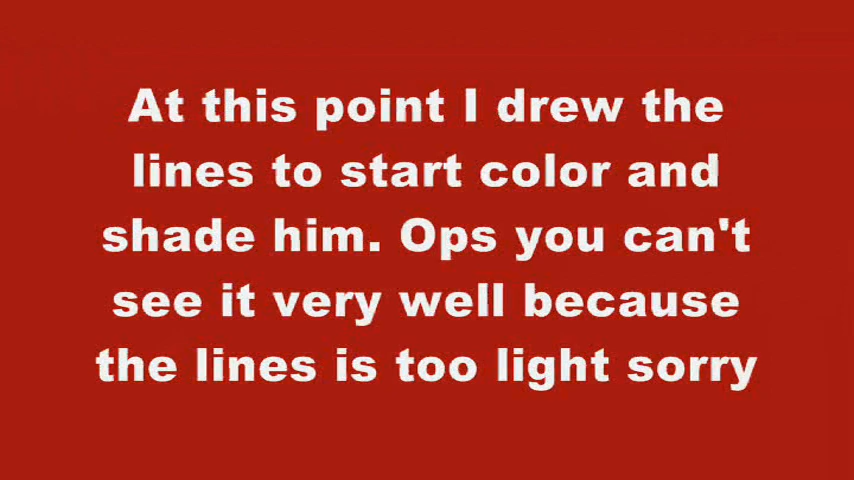 At this point I drew the
lines to start color and
shade him. Ops you can't
see it very well because
the lines is too light sorry